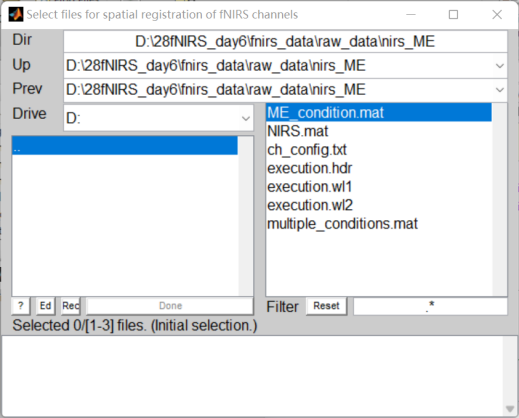 Select files for spatial registration of fNIRS channels
Dir D:\28fNIRS_day6\fnirs_data\raw_data\nirs_ME
Up D:\28fNIRS_day6\fnirs_data\raw_data\nirs_ME
Prev D:\28fNIRS_day6\fnirs_data\raw_data\nirs_ME
Drive D:
..
ME_condition.mat
NIRS.mat
ch_config.txt
execution.hdr
execution.wl1
execution.wl2
multiple_conditions.mat
? Ed Rec Done Filter Reset .*
Selected 0/[1-3] files. (Initial selection.)